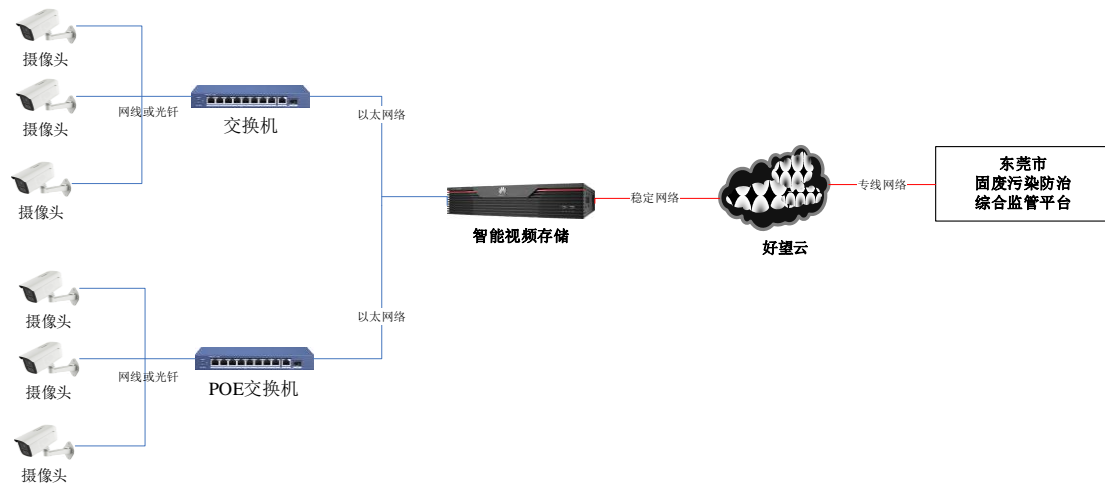 摄像头
摄像头
网线或光钎
摄像头
交换机
以太网络
智能视频存储
稳定网络
好望云
专线网络
东莞市
固废污染防治
综合监管平台
摄像头
摄像头
网线或光钎
摄像头
POE交换机
以太网络